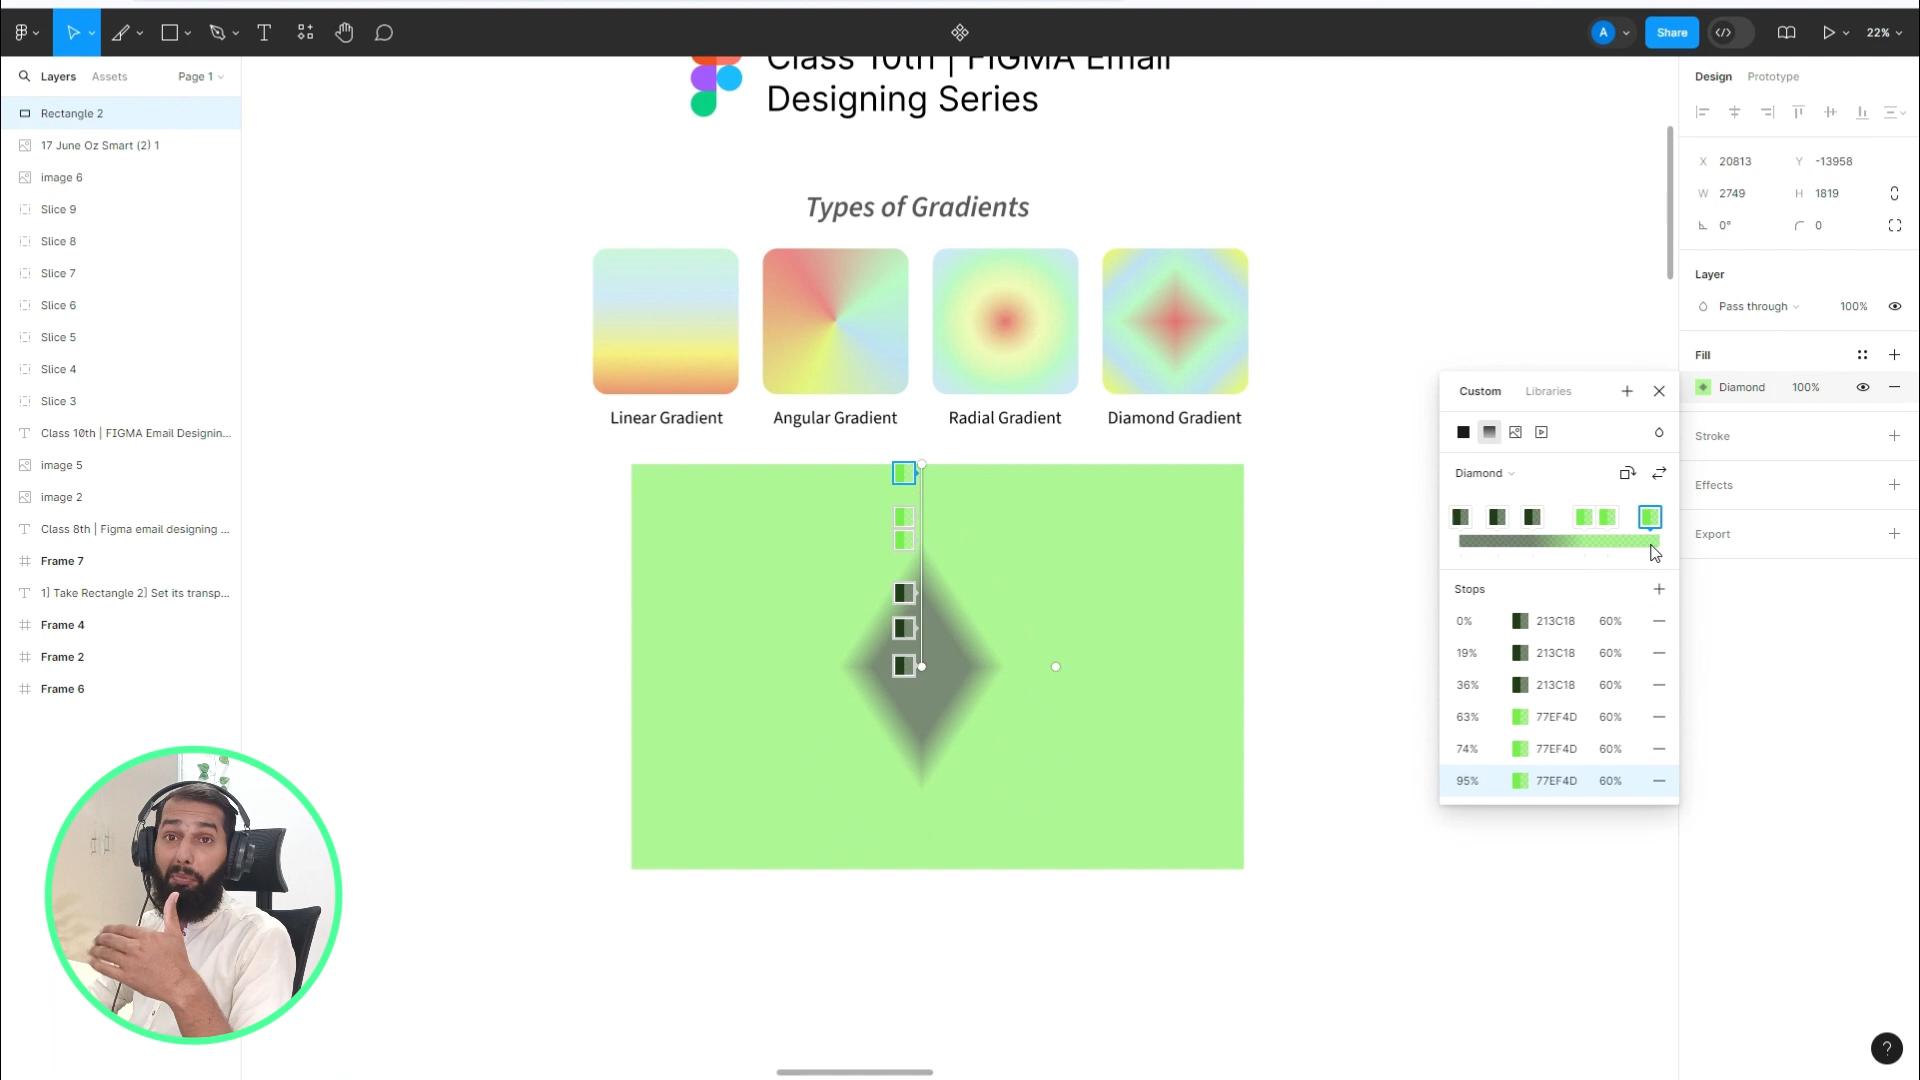 Share
22%
Layers
Assets
Page 1
Rectangle 2
17 June Oz Smart (2) 1
image 6
Slice 9
Slice 8
Slice 7
Slice 6
Slice 5
Slice 4
Slice 3
Class 10th | FIGMA Email Designin...
image 5
image 2
Class 8th | Figma email designing ...
Frame 7
1] Take Rectangle 2] Set its transp...
Frame 4
Frame 2
Frame 6
Class 10th | FIGMA Email
Designing Series
Types of Gradients
Linear Gradient
Angular Gradient
Radial Gradient
Diamond Gradient
Custom
Libraries
Diamond
Stops
0% 213C18 60%
19% 213C18 60%
36% 213C18 60%
63% 77EF4D 60%
74% 77EF4D 60%
95% 77EF4D 60%
A
Design
Prototype
X 20813 Y -13958
W 2749 H 1819
0° 0
Layer
Pass through 100%
Fill
Diamond 100%
Stroke
Effects
Export
?